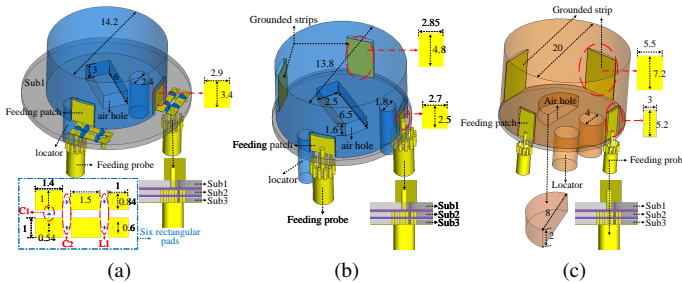 14.2
Sub1
3
6
2.4
2.9
3.4
air hole
Feeding patch
locator
Feeding probe
1.4
1
1
1.5
0.84
C1
1
0.54
0.6
C2
L1
Six rectangular
pads
Sub1
Sub2
Sub3
(a)
Grounded strips
2.85
4.8
13.8
2.5
6.5
1.8
1.6
2.7
2.5
air hole
Feeding patch
locator
Feeding probe
Sub1
Sub2
Sub3
(b)
Grounded strip
20
5.5
7.2
Air hole
4
3
5.2
Feeding patch
Feeding probe
Locator
8
2
Sub1
Sub2
Sub3
(c)